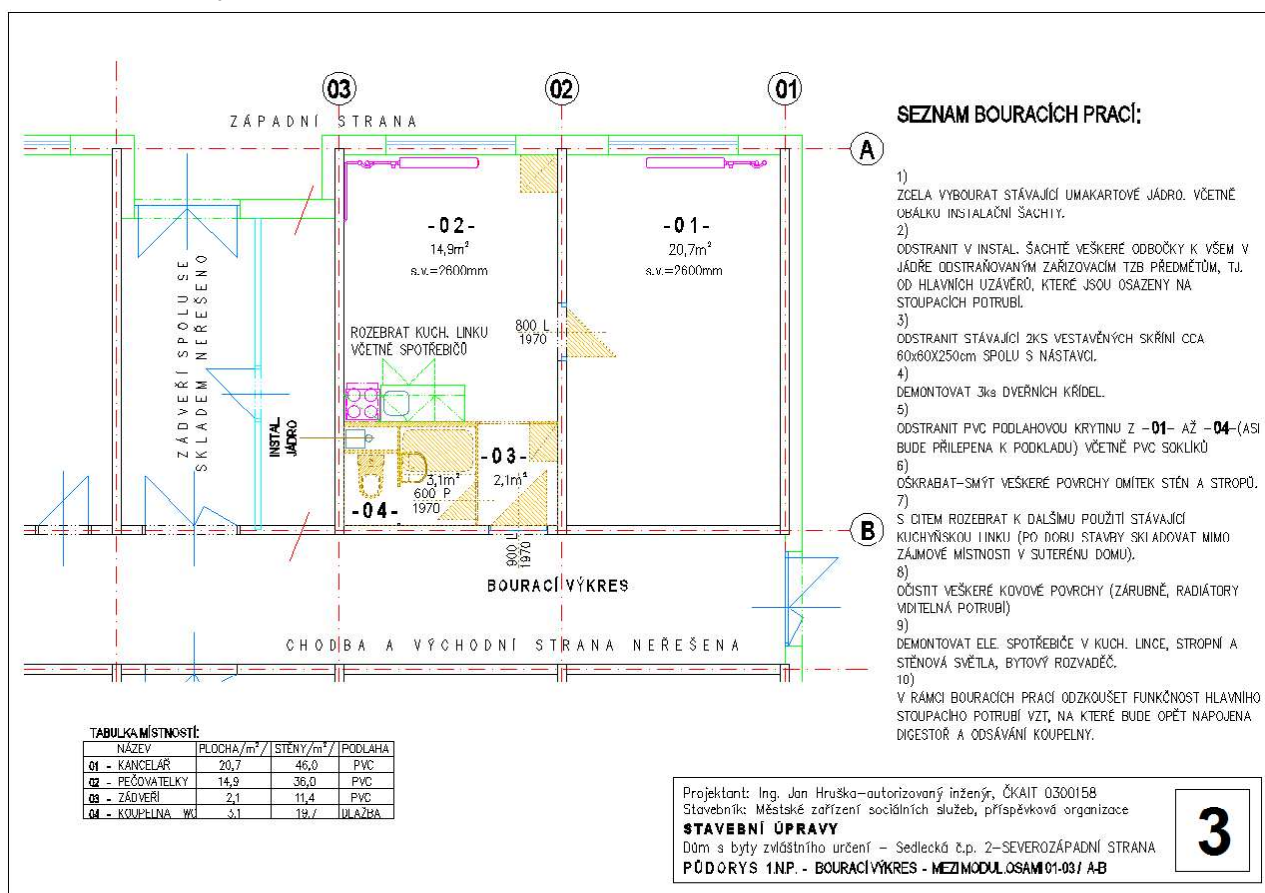 03
02
01
ZÁPADNÍ STRANA
A
-02-
14,9m²
s.v.=2600mm
-01-
20,7m²
s.v.=2600mm
ZÁDVEŘÍ SPOLU SE
SKLADEM NEŘEŠENO
ROZEBRAT KUCH. LINKU
VČETNĚ SPOTŘEBIČŮ
800 L
1970
INSTAL.
JÁDRO
-03-
3,1m²
2,1m²
600 P
1970
-04-
B
900 L
1970
BOURACÍ VÝKRES
CHODBA A VÝCHODNÍ STRANA NEŘEŠENA
SEZNAM BOURACÍCH PRACÍ:
1)
ZCELA VYBOURAT STÁVAJÍCÍ UMAKARTOVÉ JÁDRO. VČETNĚ
OBÁLKU INSTALAČNÍ ŠACHTY.
2)
ODSTRANIT V INSTAL. ŠACHTĚ VEŠKERÉ ODBOČKY K VŠEM V
JÁDŘE ODSTRAŇOVANÝM ZAŘIZOVACÍM TZB PŘEDMĚTŮM, TJ.
OD HLAVNÍCH UZÁVĚRŮ, KTERÉ JSOU OSAZENY NA
STOUPACÍCH POTRUBÍ.
3)
ODSTRANIT STÁVAJÍCÍ 2KS VESTAVĚNÝCH SKŘÍNÍ CCA
60x60X250cm SPOLU S NÁSTAVCI.
4)
DEMONTOVAT 3ks DVEŘNÍCH KŘÍDEL.
5)
ODSTRANIT PVC PODLAHOVOU KRYTINU Z -01- AŽ -04-(ASI
BUDE PŘILEPENA K PODKLADU) VČETNĚ PVC SOKLÍKŮ
6)
OŠKRABAT-SMÝT VEŠKERÉ POVRCHY OMÍTEK STĚN A STROPŮ.
7)
S CITEM ROZEBRAT K DALŠÍMU POUŽITÍ STÁVAJÍCÍ
KUCHYŇSKOU LINKU (PO DOBU STAVBY SKLADOVAT MIMO
ZÁJMOVÉ MÍSTNOSTI V SUTERÉNU DOMU).
8)
OČISTIT VEŠKERÉ KOVOVÉ POVRCHY (ZÁRUBNĚ, RADIÁTORY
VIDITELNÁ POTRUBÍ)
9)
DEMONTOVAT ELE. SPOTŘEBIČE V KUCH. LINCE, STROPNÍ A
STĚNOVÁ SVĚTLA, BYTOVÝ ROZVADĚČ.
10)
V RÁMCI BOURACÍCH PRACÍ ODZKOUŠET FUNKČNOST HLAVNÍHO
STOUPACÍHO POTRUBÍ VZT, NA KTERÉ BUDE OPĚT NAPOJENA
DIGESTOŘ A ODSÁVÁNÍ KOUPELNY.
TABULKA MÍSTNOSTÍ:
NÁZEV PLOCHA/m²/ STĚNY/m²/ PODLAHA
01 - KANCELÁŘ 20,7 46,0 PVC
02 - PEČOVATELKY 14,9 36,0 PVC
03 - ZÁDVEŘÍ 2,1 11,4 PVC
04 - KOUPELNA WC 3,1 19,7 DLAŽBA
Projektant: Ing. Jan Hruška-autorizovaný inženýr, ČKAIT 0300158
Stavebník: Městské zařízení sociálních služeb, příspěvková organizace
STAVEBNÍ ÚPRAVY
Dům s byty zvláštního určení - Sedlecká č.p. 2-SEVEROZÁPADNÍ STRANA
PŮDORYS 1.N.P. - BOURACÍ VÝKRES - MEZI MODUL.OSAMI 01-03 / A-B
3